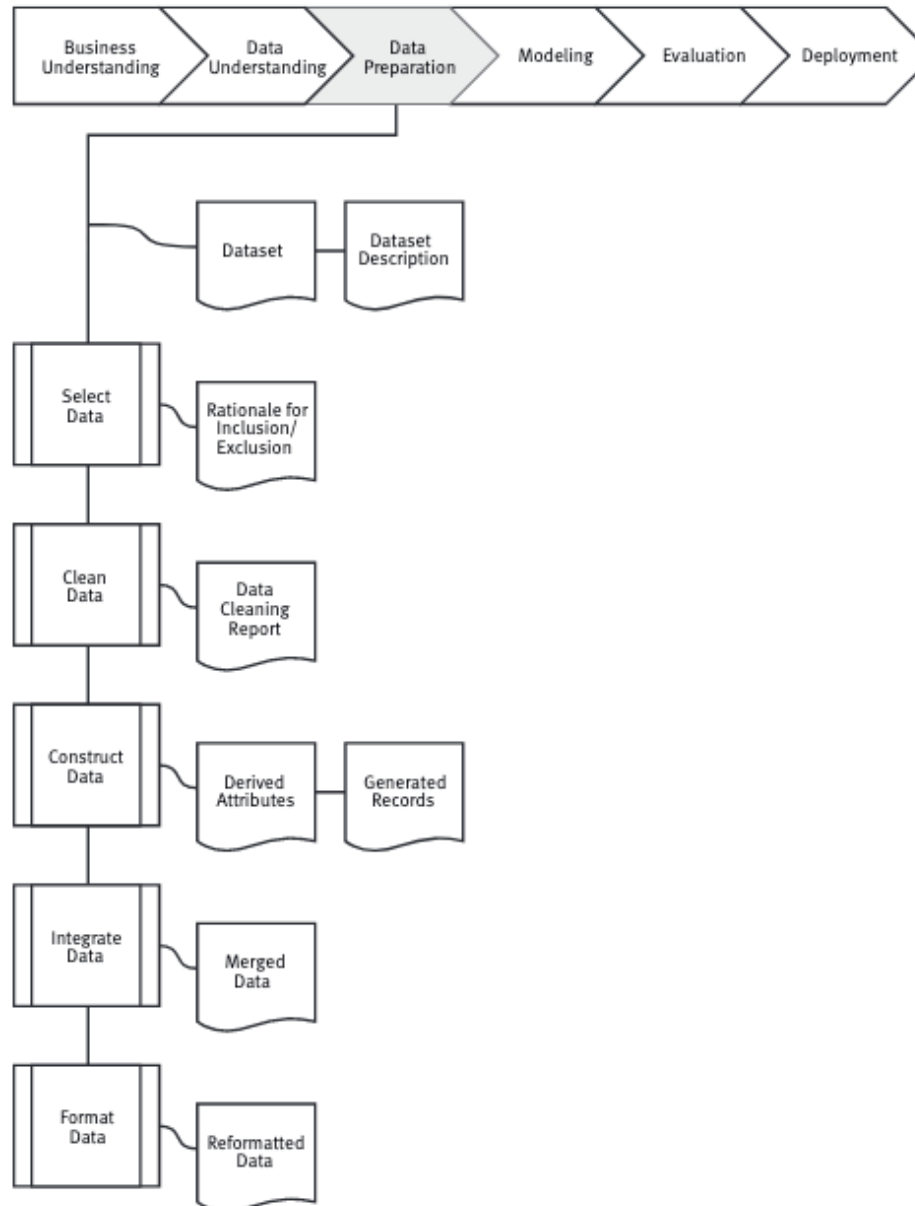 Business
Understanding
Data
Understanding
Data
Preparation
Modeling
Evaluation
Deployment
Dataset
Dataset
Description
Select
Data
Rationale for
Inclusion/
Exclusion
Clean
Data
Data
Cleaning
Report
Construct
Data
Derived
Attributes
Generated
Records
Integrate
Data
Merged
Data
Format
Data
Reformatted
Data